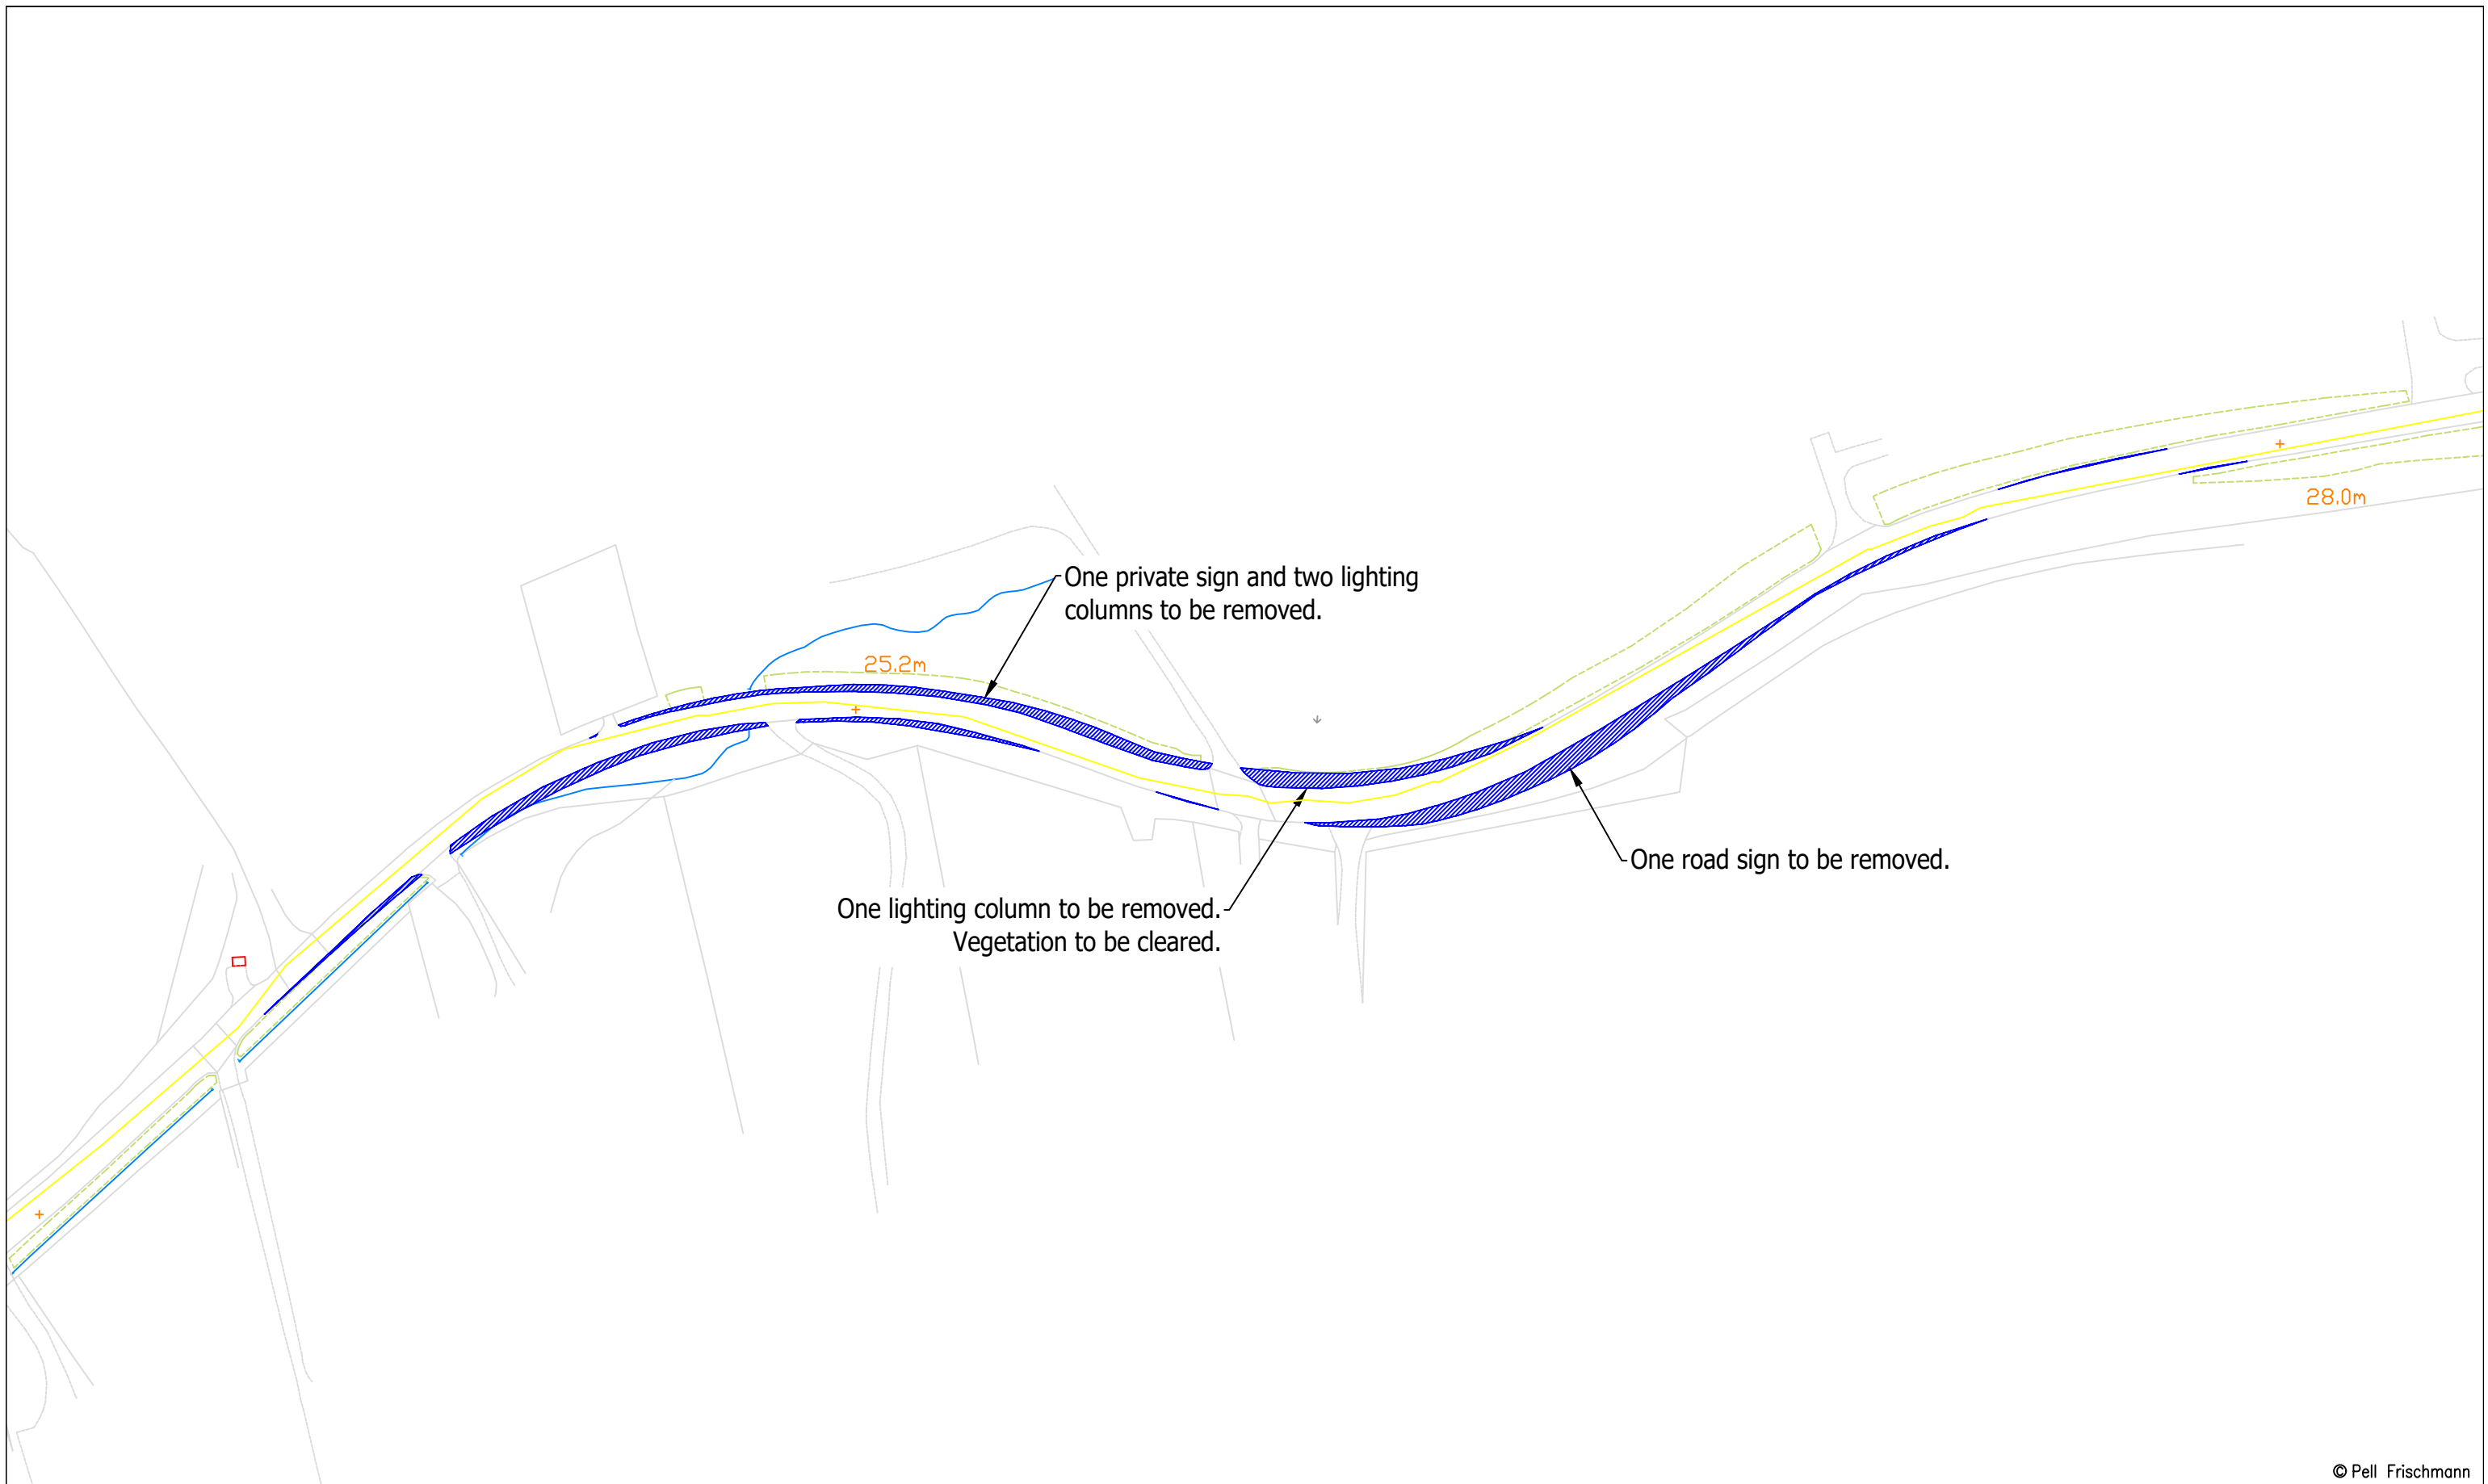 28.0m
One private sign and two lighting
columns to be removed.
25.2m
One road sign to be removed.
One lighting column to be removed.
Vegetation to be cleared.
© Pell Frischmann